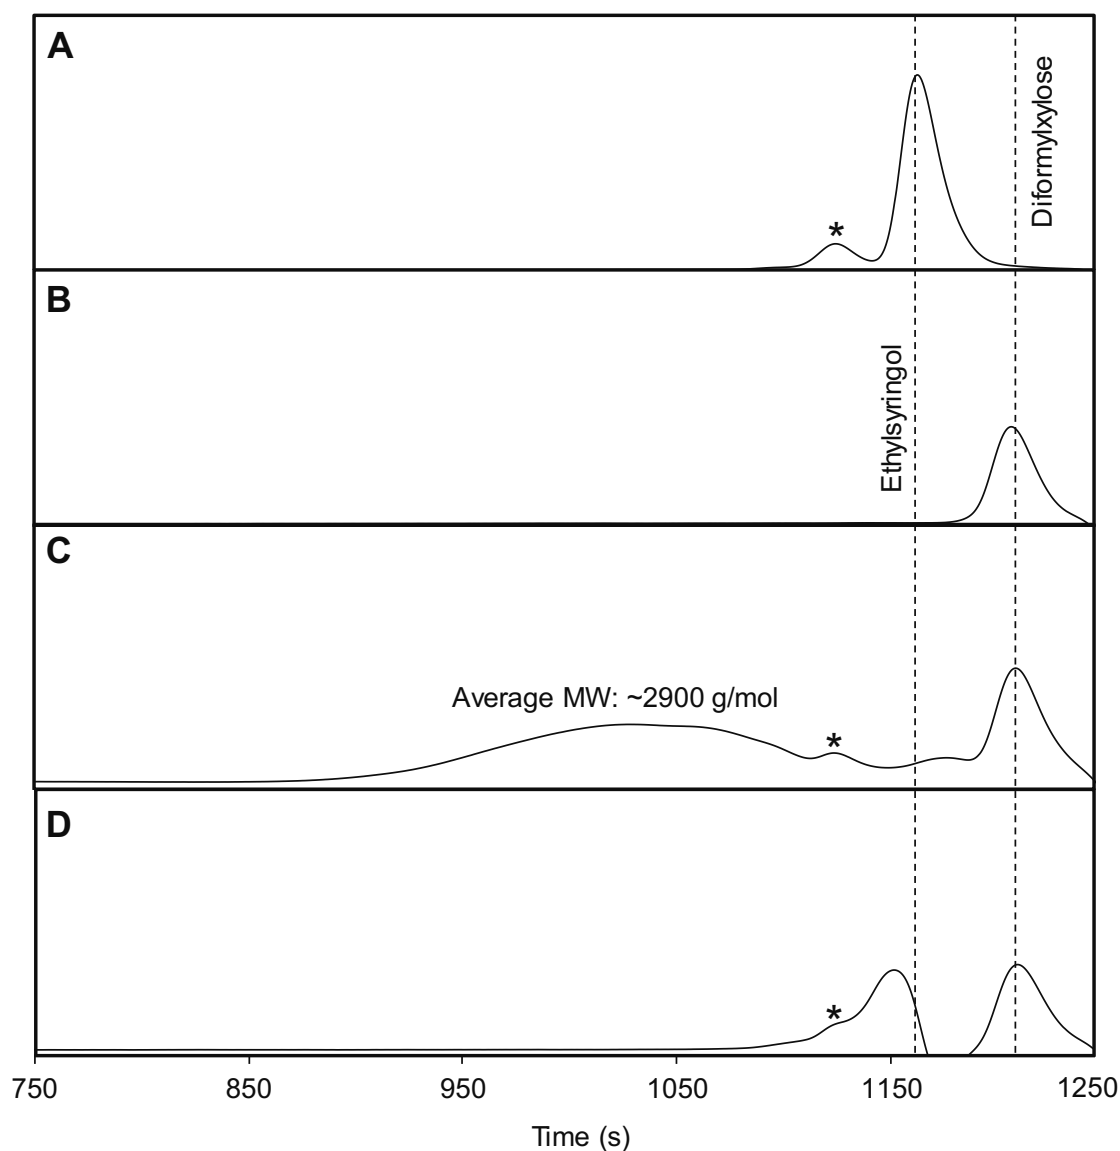 A
*
Diformylxylose
B
Ethylsyringol
C
Average MW: ~2900 g/mol
*
D
*
750 850 950 1050 1150 1250
Time (s)